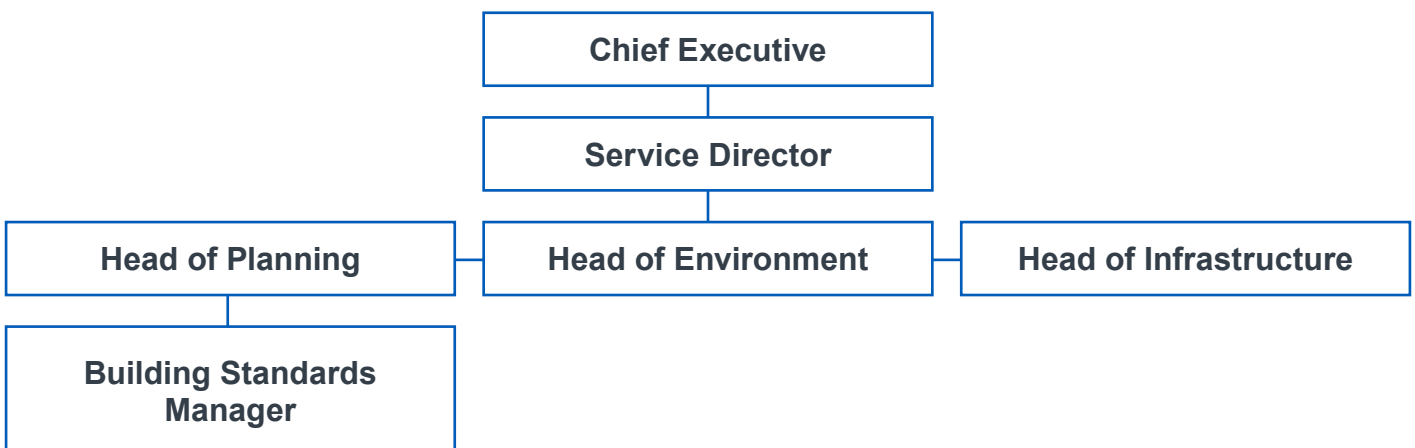 Chief Executive
Service Director
Head of Planning
Head of Environment
Head of Infrastructure
Building Standards
Manager